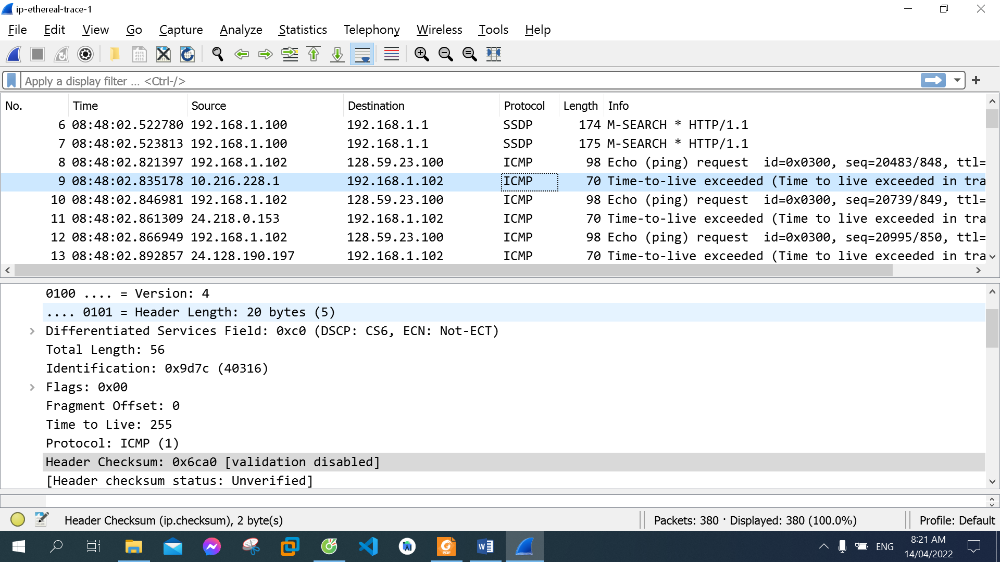 ip-ethereal-trace-1
File Edit View Go Capture Analyze Statistics Telephony Wireless Tools Help
Apply a display filter ... <Ctrl-/>
No. Time Source Destination Protocol Length Info
6 08:48:02.522780 192.168.1.100 192.168.1.1 SSDP 174 M-SEARCH * HTTP/1.1
7 08:48:02.523813 192.168.1.100 192.168.1.1 SSDP 175 M-SEARCH * HTTP/1.1
8 08:48:02.821397 192.168.1.102 128.59.23.100 ICMP 98 Echo (ping) request id=0x0300, seq=20483/848, ttl=
9 08:48:02.835178 10.216.228.1 192.168.1.102 ICMP 70 Time-to-live exceeded (Time to live exceeded in tra
10 08:48:02.846981 192.168.1.102 128.59.23.100 ICMP 98 Echo (ping) request id=0x0300, seq=20739/849, ttl=
11 08:48:02.861309 24.218.0.153 192.168.1.102 ICMP 70 Time-to-live exceeded (Time to live exceeded in tra
12 08:48:02.866949 192.168.1.102 128.59.23.100 ICMP 98 Echo (ping) request id=0x0300, seq=20995/850, ttl=
13 08:48:02.892857 24.128.190.197 192.168.1.102 ICMP 70 Time-to-live exceeded (Time to live exceeded in tra
0100 .... = Version: 4
.... 0101 = Header Length: 20 bytes (5)
Differentiated Services Field: 0xc0 (DSCP: CS6, ECN: Not-ECT)
Total Length: 56
Identification: 0x9d7c (40316)
Flags: 0x00
Fragment Offset: 0
Time to Live: 255
Protocol: ICMP (1)
Header Checksum: 0x6ca0 [validation disabled]
[Header checksum status: Unverified]
Header Checksum (ip.checksum), 2 byte(s) Packets: 380 · Displayed: 380 (100.0%) Profile: Default
PDF
ENG
8:21 AM
14/04/2022